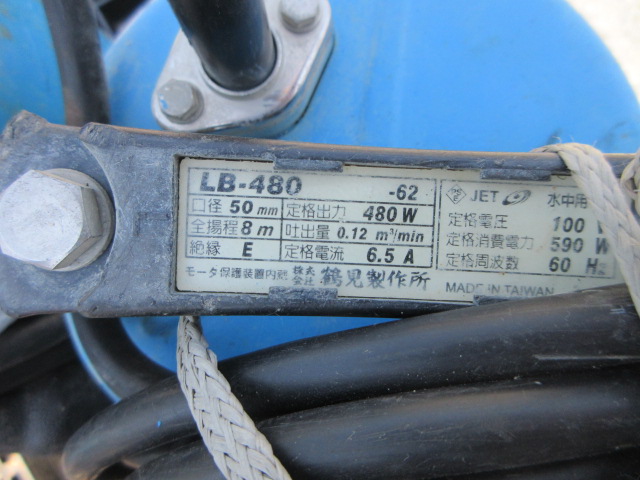 LB-480 -62
口径 50 mm 定格出力 480 W
全揚程 8 m 吐出量 0.12 m³/min
絶縁 E 定格電流 6.5 A
モータ保護装置内蔵 株式会社 鶴見製作所
PS E JET 水中用
定格電圧 100
定格消費電力 590 W
定格周波数 60 Hz
MADE IN TAIWAN